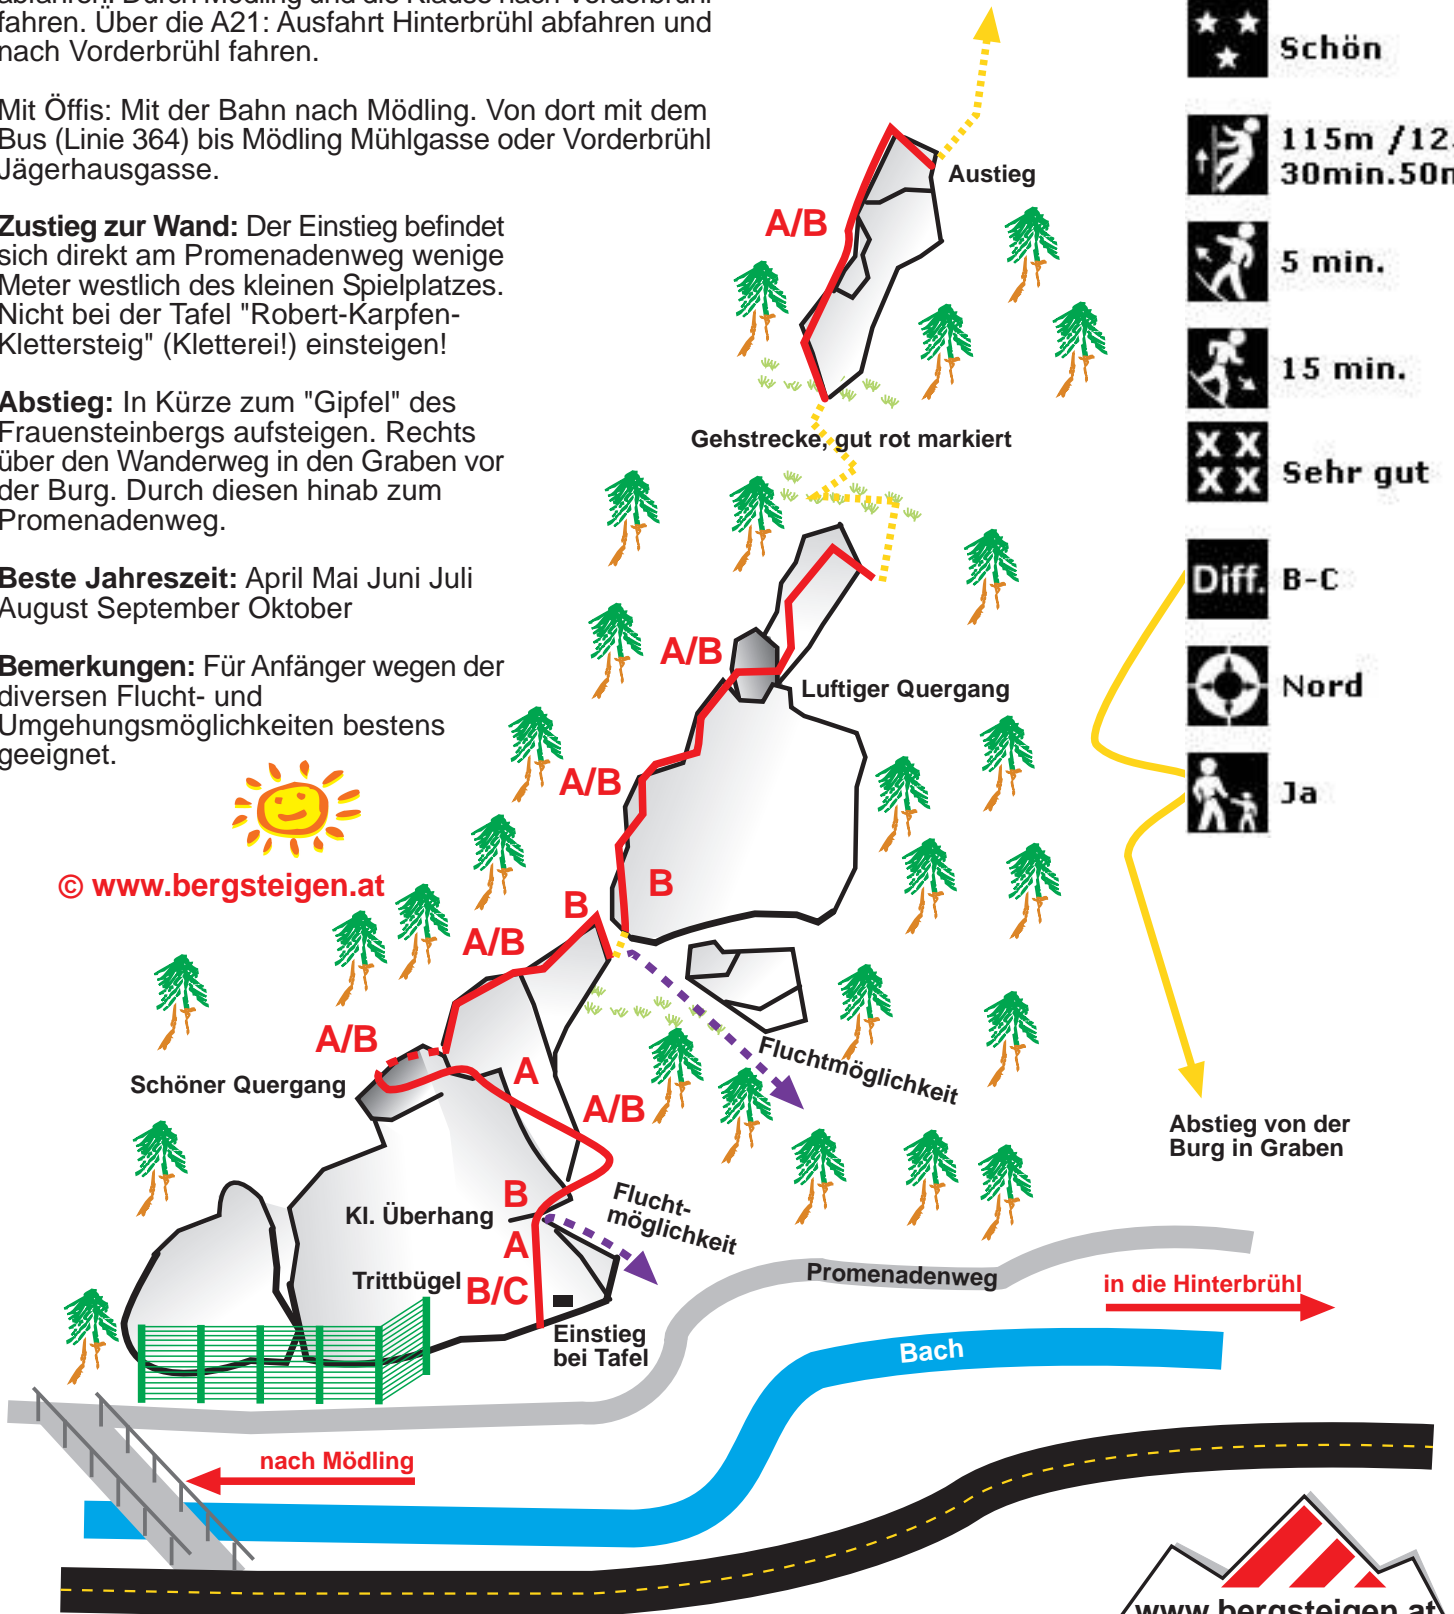 fahren. Über die A21: Ausfahrt Hinterbrühl abfahren und
nach Vorderbrühl fahren.
Mit Öffis: Mit der Bahn nach Mödling. Von dort mit dem
Bus (Linie 364) bis Mödling Mühlgasse oder Vorderbrühl
Jägerhausgasse.
Zustieg zur Wand: Der Einstieg befindet
sich direkt am Promenadenweg wenige
Meter westlich des kleinen Spielplatzes.
Nicht bei der Tafel "Robert-Karpfen-
Klettersteig" (Kletterei!) einsteigen!
Abstieg: In Kürze zum "Gipfel" des
Frauensteinbergs aufsteigen. Rechts
über den Wanderweg in den Graben vor
der Burg. Durch diesen hinab zum
Promenadenweg.
Beste Jahreszeit: April Mai Juni Juli
August September Oktober
Bemerkungen: Für Anfänger wegen der
diversen Flucht- und
Umgehungsmöglichkeiten bestens
geeignet.
© www.bergsteigen.at
Schön
115m /12
30min.50
5 min.
15 min.
X X
X X
Sehr gut
Diff. B-C
Nord
Ja
Austieg
A/B
Gehstrecke, gut rot markiert
A/B
Luftiger Quergang
A/B
B
B
A/B
A/B
Schöner Quergang
A
Fluchtmöglichkeit
A/B
Abstieg von der
Burg in Graben
B
Kl. Überhang
Flucht-
möglichkeit
A
Trittbügel
B/C
Promenadenweg
in die Hinterbrühl
Einstieg
bei Tafel
Bach
nach Mödling
www.bergsteigen.at